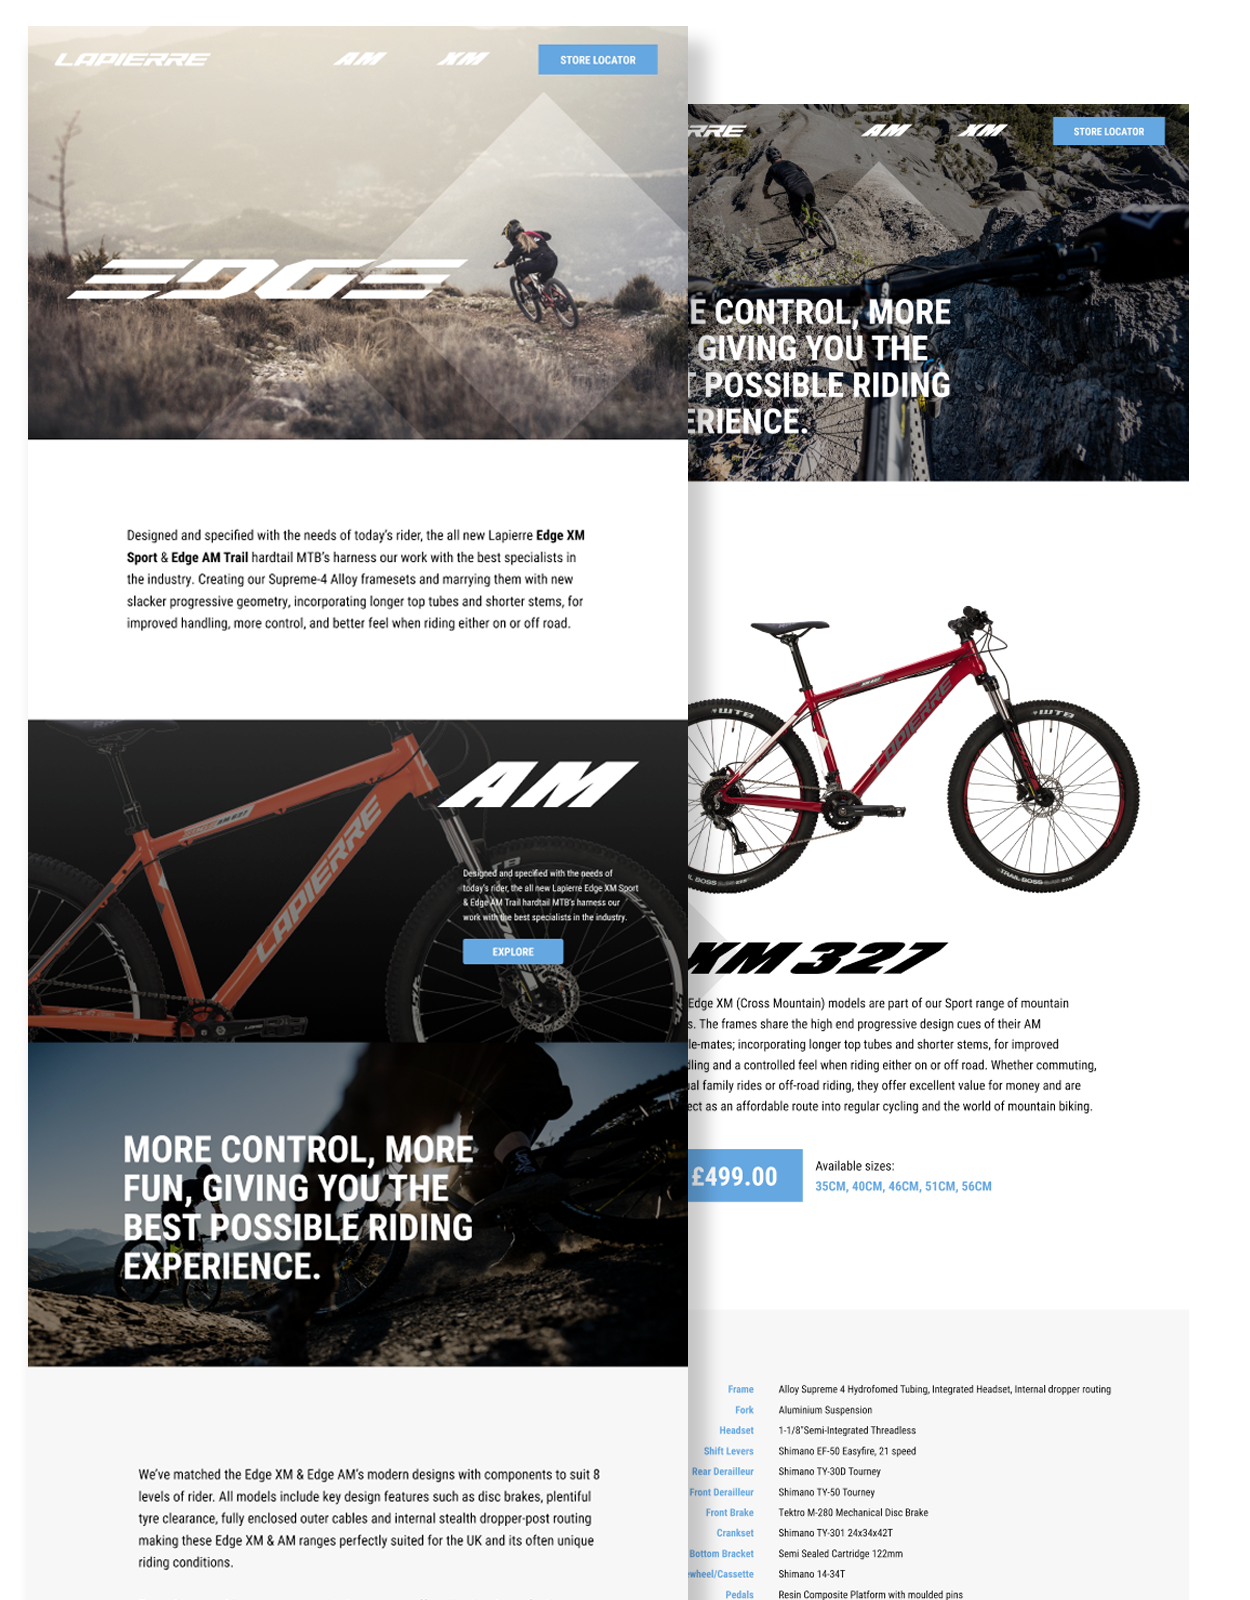 LAPIERRE
AM
XM
STORE LOCATOR
EDGE
Designed and specified with the needs of today's rider, the all new Lapierre Edge XM
Sport & Edge AM Trail hardtail MTB's harness our work with the best specialists in
the industry. Creating our Supreme-4 Alloy framesets and marrying them with new
slacker progressive geometry, incorporating longer top tubes and shorter stems, for
improved handling, more control, and better feel when riding either on or off road.
LAPIERRE
AM
Designed and specified with the needs of
today's rider, the all new Lapierre Edge XM Sport
& Edge AM Trail hardtail MTB's harness our
work with the best specialists in the industry.
EXPLORE
MORE CONTROL, MORE
FUN, GIVING YOU THE
BEST POSSIBLE RIDING
EXPERIENCE.
We've matched the Edge XM & Edge AM's modern designs with components to suit 8
levels of rider. All models include key design features such as disc brakes, plentiful
tyre clearance, fully enclosed outer cables and internal stealth dropper-post routing
making these Edge XM & AM ranges perfectly suited for the UK and its often unique
riding conditions.
RRE
AM
XM
STORE LOCATOR
E CONTROL, MORE
GIVING YOU THE
T POSSIBLE RIDING
ERIENCE.
WTB
WTB
LAPIERRE
TRAIL BOSS
XM 327
Edge XM (Cross Mountain) models are part of our Sport range of mountain
s. The frames share the high end progressive design cues of their AM
le-mates; incorporating longer top tubes and shorter stems, for improved
dling and a controlled feel when riding either on or off road. Whether commuting,
al family rides or off-road riding, they offer excellent value for money and are
ect as an affordable route into regular cycling and the world of mountain biking.
£499.00
Available sizes:
35CM, 40CM, 46CM, 51CM, 56CM
Frame Alloy Supreme 4 Hydrofomed Tubing, Integrated Headset, Internal dropper routing
Fork Aluminium Suspension
Headset 1-1/8"Semi-Integrated Threadless
Shift Levers Shimano EF-50 Easyfire, 21 speed
Rear Derailleur Shimano TY-30D Tourney
Front Derailleur Shimano TY-50 Tourney
Front Brake Tektro M-280 Mechanical Disc Brake
Crankset Shimano TY-301 24x34x42T
Bottom Bracket Semi Sealed Cartridge 122mm
ewheel/Cassette Shimano 14-34T
Pedals Resin Composite Platform with moulded pins